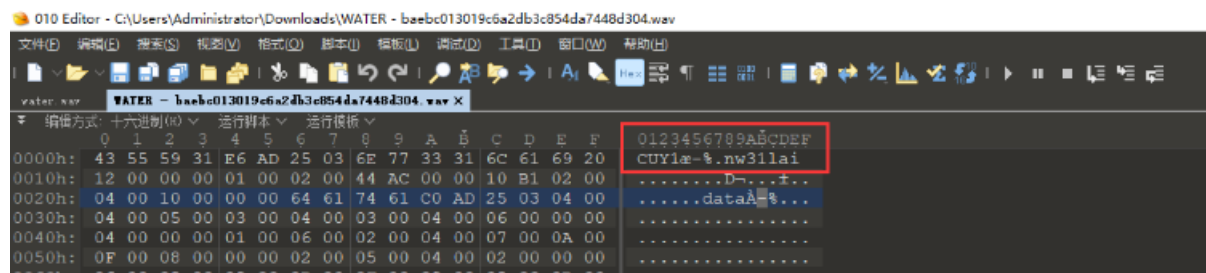 010 Editor - C:\Users\Administrator\Downloads\WATER - baebc013019c6a2db3c854da7448d304.wav
文件(F) 编辑(E) 搜索(S) 视图(V) 格式(O) 脚本(I) 模板(L) 调试(D) 工具(T) 窗口(W) 帮助(H)
Hex
water.wav WATER - baebc013019c6a2db3c854da7448d304.wav ×
编辑方式: 十六进制(H) 运行脚本 运行模板
0 1 2 3 4 5 6 7 8 9 A B C D E F 0123456789ABCDEF
0000h: 43 55 59 31 E6 AD 25 03 6E 77 33 31 6C 61 69 20 CUY1æ-%.nw31lai
0010h: 12 00 00 00 01 00 02 00 44 AC 00 00 10 B1 02 00 ........D¬...±..
0020h: 04 00 10 00 00 00 64 61 74 61 C0 AD 25 03 04 00 ......dataÀ-%...
0030h: 04 00 05 00 03 00 04 00 03 00 04 00 06 00 00 00 ................
0040h: 04 00 00 00 01 00 06 00 02 00 04 00 07 00 0A 00 ................
0050h: 0F 00 08 00 00 00 02 00 05 00 04 00 02 00 00 00 ................